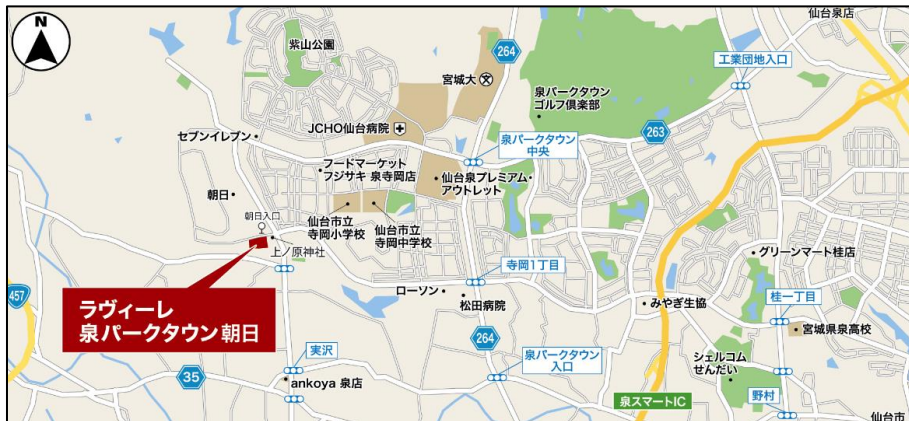 N
紫山公園
264
宮城大
文
仙台泉店
工業団地入口
泉パークタウン
ゴルフ倶楽部
JCHO仙台病院
セブンイレブン
泉パークタウン
中央
263
フードマーケット
フジサキ 泉寺岡店
仙台泉プレミアム
アウトレット
朝日
朝日入口
仙台市立
寺岡小学校
仙台市立
寺岡中学校
上ノ原神社
グリーンマート桂店
寺岡1丁目
457
ラヴィーレ
泉パークタウン 朝日
ローソン
松田病院
みやぎ生協
桂一丁目
宮城県泉高校
264
実沢
泉パークタウン
入口
シェルコム
せんだい
35
ankoya 泉店
泉スマートIC
野村
仙台市